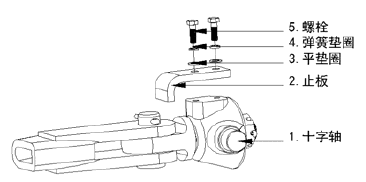 5. 螺栓
4. 弹簧垫圈
3. 平垫圈
2. 止板
1. 十字轴